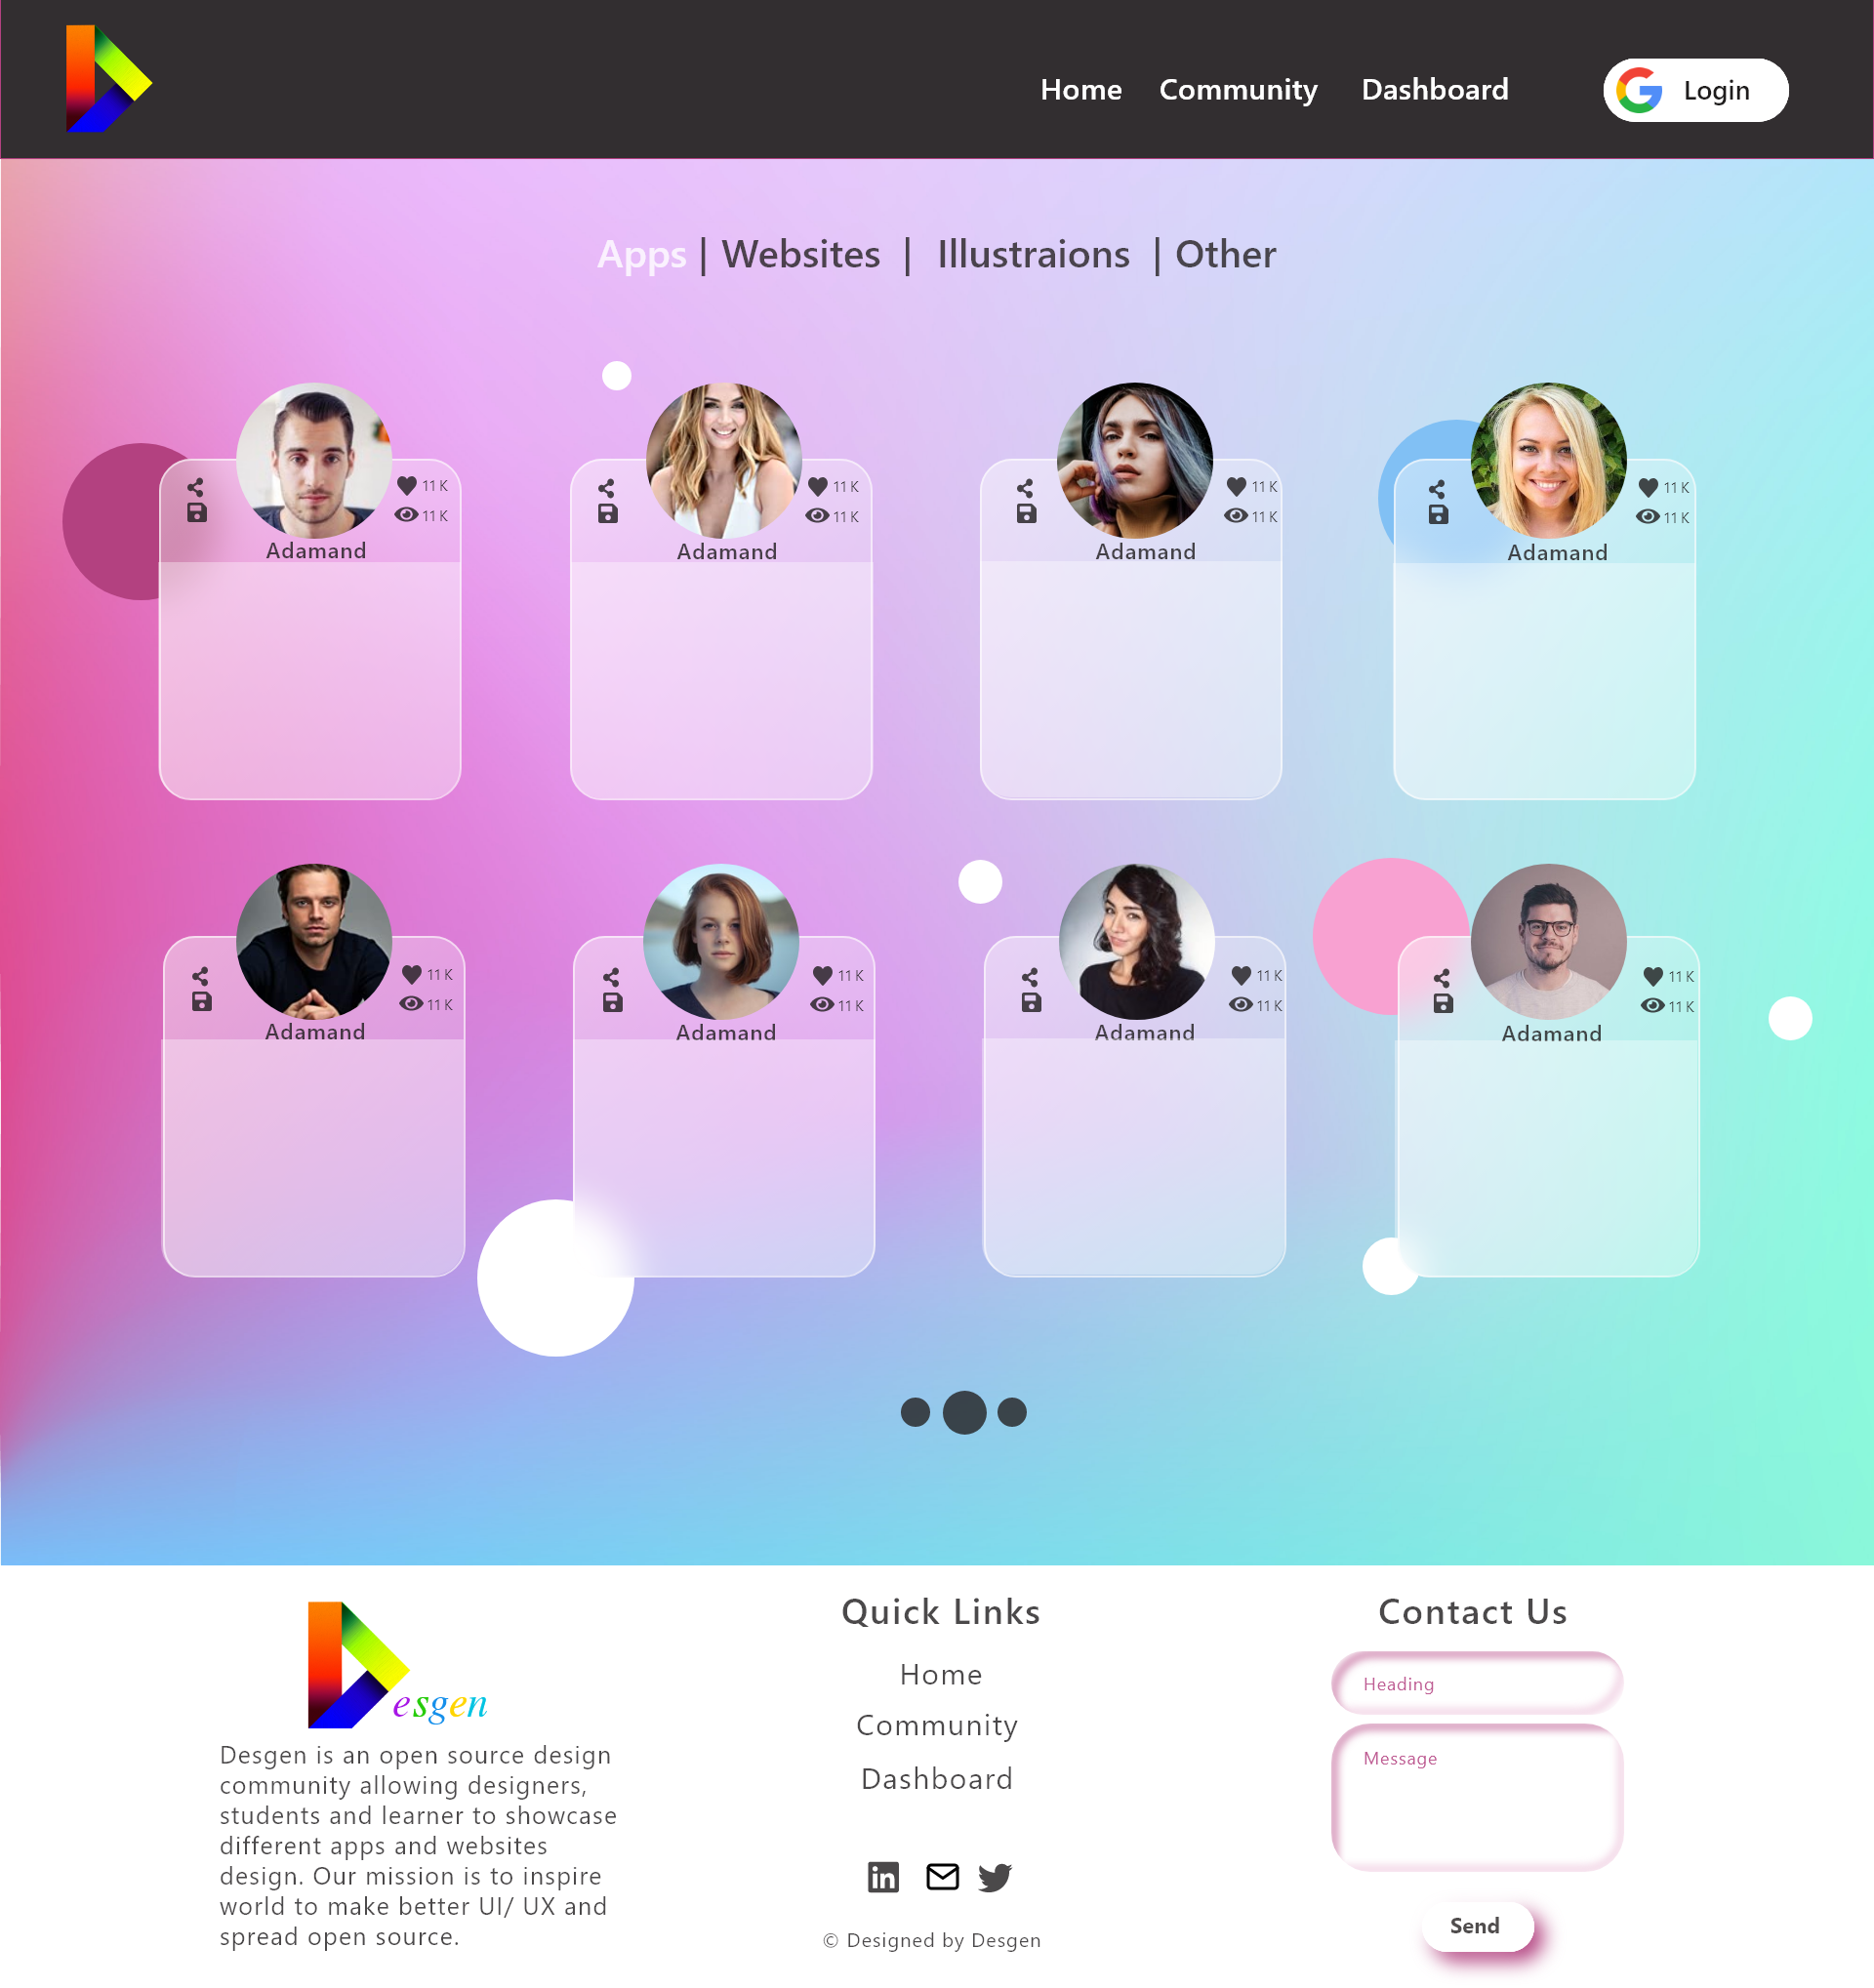 Home Community Dashboard Login
Apps | Websites | Illustraions | Other
11 K 11 K 11 K 11 K
11 K 11 K 11 K 11 K
Adamand Adamand Adamand Adamand
11 K 11 K 11 K 11 K
11 K 11 K 11 K 11 K
Adamand Adamand Adamand Adamand
esgen
Desgen is an open source design
community allowing designers,
students and learner to showcase
different apps and websites
design. Our mission is to inspire
world to make better UI/ UX and
spread open source.
Quick Links
Home
Community
Dashboard
in
© Designed by Desgen
Contact Us
Heading
Message
Send